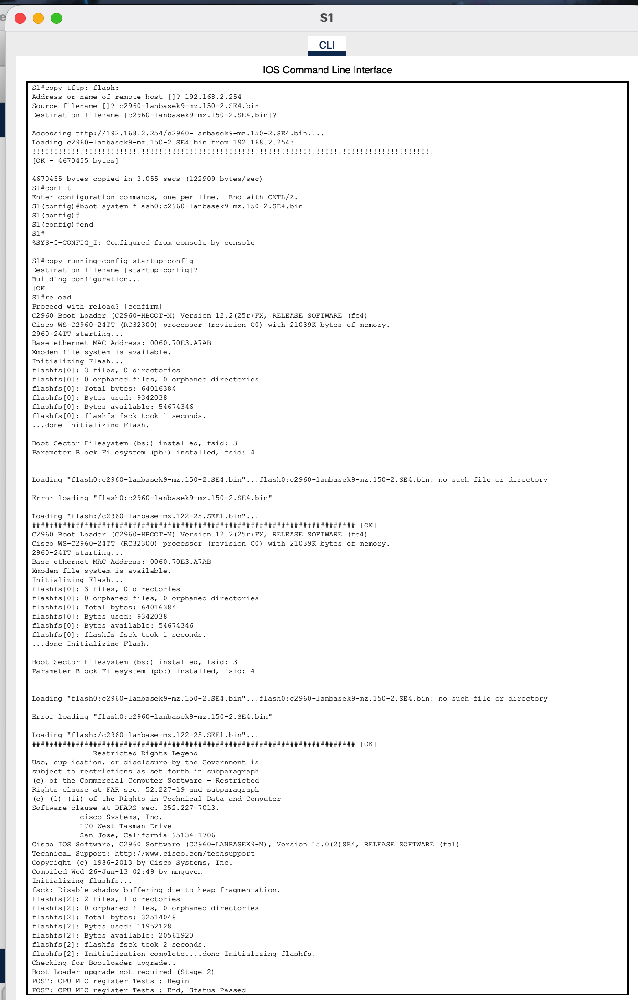 S1
CLI
IOS Command Line Interface
S1#copy tftp: flash:
Address or name of remote host []? 192.168.2.254
Source filename []? c2960-lanbasek9-mz.150-2.SE4.bin
Destination filename [c2960-lanbasek9-mz.150-2.SE4.bin]?
Accessing tftp://192.168.2.254/c2960-lanbasek9-mz.150-2.SE4.bin....
Loading c2960-lanbasek9-mz.150-2.SE4.bin from 192.168.2.254:
!!!!!!!!!!!!!!!!!!!!!!!!!!!!!!!!!!!!!!!!!!!!!!!!!!!!!!!!!!!!!!!!!!!!!!!!!!!!!!!!!!!!!!!!!!!!
[OK - 4670455 bytes]
4670455 bytes copied in 3.055 secs (122909 bytes/sec)
S1#conf t
Enter configuration commands, one per line.  End with CNTL/Z.
S1(config)#boot system flash0:c2960-lanbasek9-mz.150-2.SE4.bin
S1(config)#
S1(config)#end
S1#
%SYS-5-CONFIG_I: Configured from console by console
S1#copy running-config startup-config
Destination filename [startup-config]?
Building configuration...
[OK]
S1#reload
Proceed with reload? [confirm]
C2960 Boot Loader (C2960-HBOOT-M) Version 12.2(25r)FX, RELEASE SOFTWARE (fc4)
Cisco WS-C2960-24TT (RC32300) processor (revision C0) with 21039K bytes of memory.
2960-24TT starting...
Base ethernet MAC Address: 0060.70E3.A7AB
Xmodem file system is available.
Initializing Flash...
flashfs[0]: 3 files, 0 directories
flashfs[0]: 0 orphaned files, 0 orphaned directories
flashfs[0]: Total bytes: 64016384
flashfs[0]: Bytes used: 9342038
flashfs[0]: Bytes available: 54674346
flashfs[0]: flashfs fsck took 1 seconds.
...done Initializing Flash.
Boot Sector Filesystem (bs:) installed, fsid: 3
Parameter Block Filesystem (pb:) installed, fsid: 4
Loading "flash0:c2960-lanbasek9-mz.150-2.SE4.bin"...flash0:c2960-lanbasek9-mz.150-2.SE4.bin: no such file or directory
Error loading "flash0:c2960-lanbasek9-mz.150-2.SE4.bin"
Loading "flash:/c2960-lanbase-mz.122-25.SEE1.bin"...
########################################################################## [OK]
C2960 Boot Loader (C2960-HBOOT-M) Version 12.2(25r)FX, RELEASE SOFTWARE (fc4)
Cisco WS-C2960-24TT (RC32300) processor (revision C0) with 21039K bytes of memory.
2960-24TT starting...
Base ethernet MAC Address: 0060.70E3.A7AB
Xmodem file system is available.
Initializing Flash...
flashfs[0]: 3 files, 0 directories
flashfs[0]: 0 orphaned files, 0 orphaned directories
flashfs[0]: Total bytes: 64016384
flashfs[0]: Bytes used: 9342038
flashfs[0]: Bytes available: 54674346
flashfs[0]: flashfs fsck took 1 seconds.
...done Initializing Flash.
Boot Sector Filesystem (bs:) installed, fsid: 3
Parameter Block Filesystem (pb:) installed, fsid: 4
Loading "flash0:c2960-lanbasek9-mz.150-2.SE4.bin"...flash0:c2960-lanbasek9-mz.150-2.SE4.bin: no such file or directory
Error loading "flash0:c2960-lanbasek9-mz.150-2.SE4.bin"
Loading "flash:/c2960-lanbase-mz.122-25.SEE1.bin"...
########################################################################## [OK]
Restricted Rights Legend
Use, duplication, or disclosure by the Government is
subject to restrictions as set forth in subparagraph
(c) of the Commercial Computer Software - Restricted
Rights clause at FAR sec. 52.227-19 and subparagraph
(c) (1) (ii) of the Rights in Technical Data and Computer
Software clause at DFARS sec. 252.227-7013.
cisco Systems, Inc.
170 West Tasman Drive
San Jose, California 95134-1706
Cisco IOS Software, C2960 Software (C2960-LANBASEK9-M), Version 15.0(2)SE4, RELEASE SOFTWARE (fc1)
Technical Support: http://www.cisco.com/techsupport
Copyright (c) 1986-2013 by Cisco Systems, Inc.
Compiled Wed 26-Jun-13 02:49 by mnguyen
Initializing flashfs...
fsck: Disable shadow buffering due to heap fragmentation.
flashfs[2]: 2 files, 1 directories
flashfs[2]: 0 orphaned files, 0 orphaned directories
flashfs[2]: Total bytes: 32514048
flashfs[2]: Bytes used: 11952128
flashfs[2]: Bytes available: 20561920
flashfs[2]: flashfs fsck took 2 seconds.
flashfs[2]: Initialization complete....done Initializing flashfs.
Checking for Bootloader upgrade..
Boot Loader upgrade not required (Stage 2)
POST: CPU MIC register Tests : Begin
POST: CPU MIC register Tests : End, Status Passed